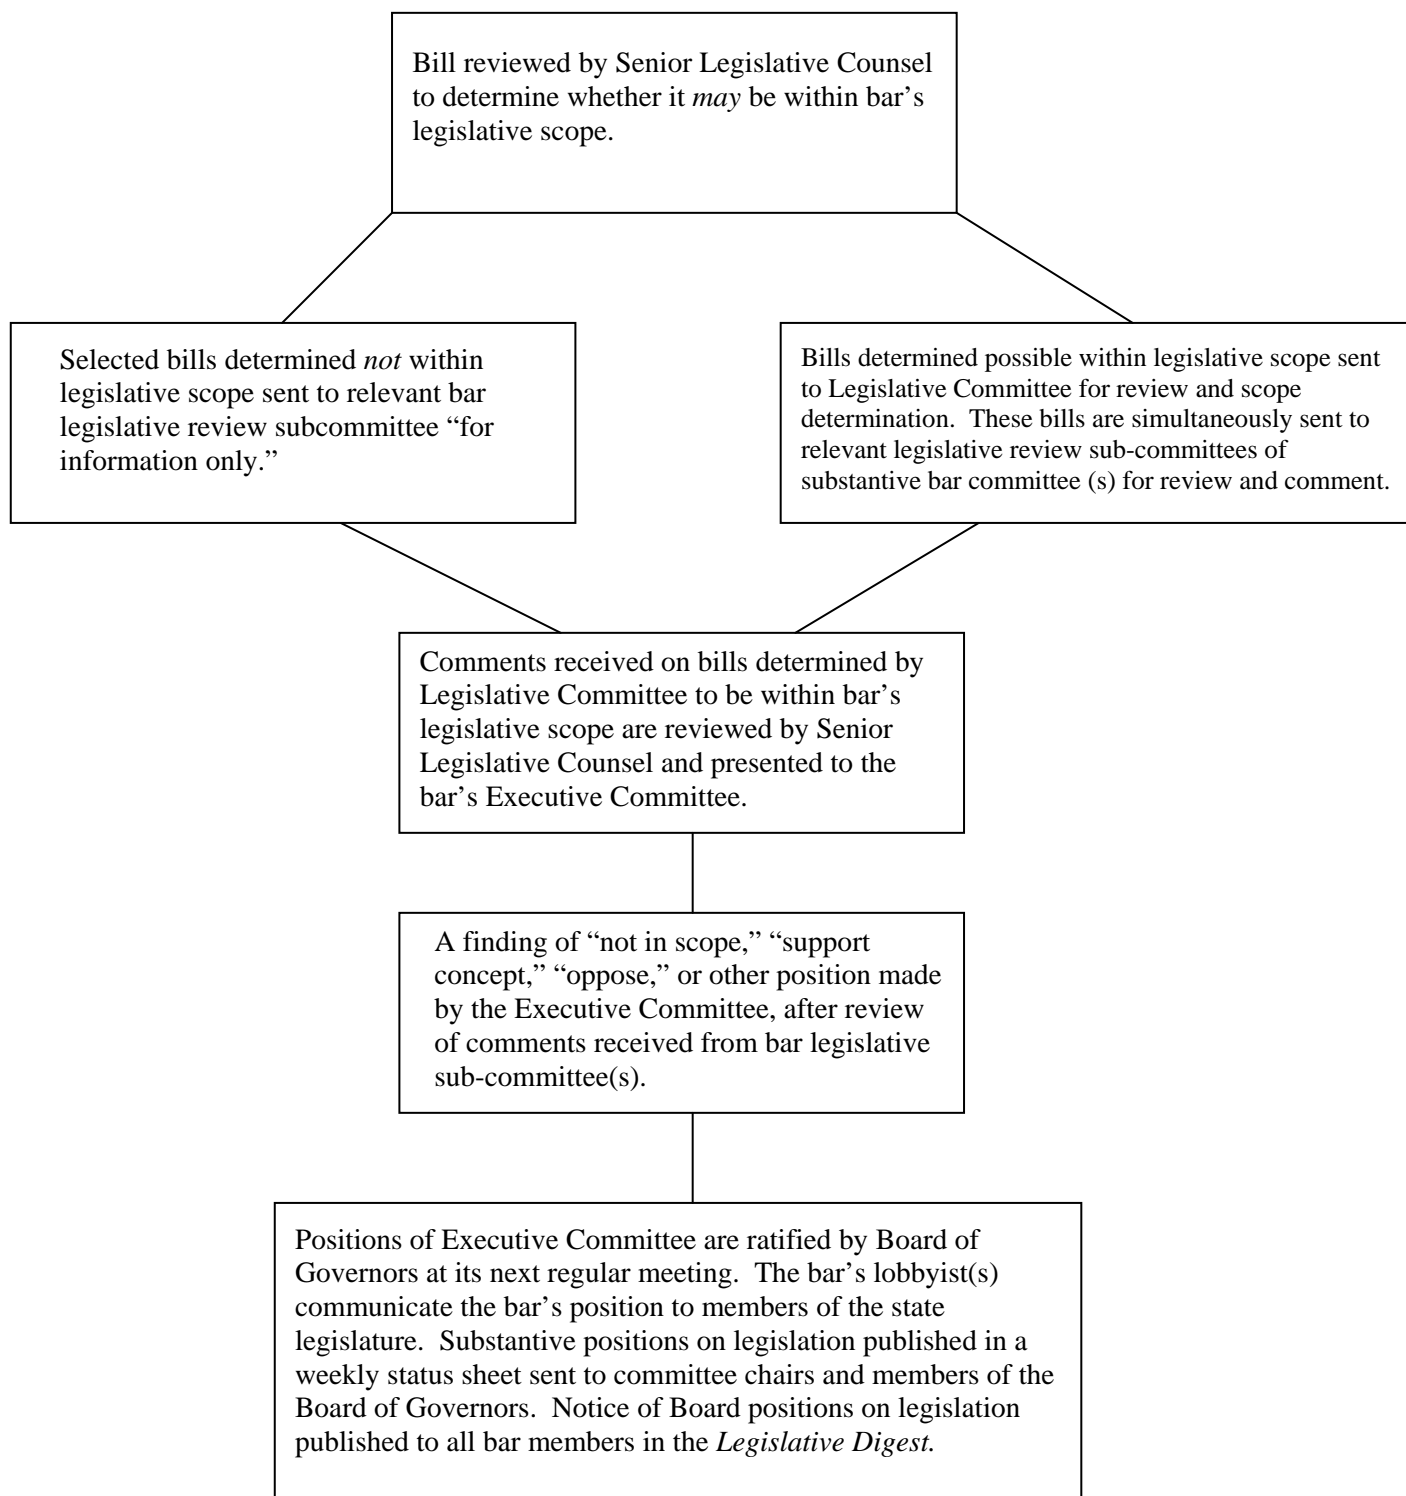 Bill reviewed by Senior Legislative Counsel
to determine whether it may be within bar’s
legislative scope.
Selected bills determined not within
legislative scope sent to relevant bar
legislative review subcommittee “for
information only.”
Bills determined possible within legislative scope sent
to Legislative Committee for review and scope
determination.  These bills are simultaneously sent to
relevant legislative review sub-committees of
substantive bar committee (s) for review and comment.
Comments received on bills determined by
Legislative Committee to be within bar’s
legislative scope are reviewed by Senior
Legislative Counsel and presented to the
bar’s Executive Committee.
A finding of “not in scope,” “support
concept,” “oppose,” or other position made
by the Executive Committee, after review
of comments received from bar legislative
sub-committee(s).
Positions of Executive Committee are ratified by Board of
Governors at its next regular meeting.  The bar’s lobbyist(s)
communicate the bar’s position to members of the state
legislature.  Substantive positions on legislation published in a
weekly status sheet sent to committee chairs and members of the
Board of Governors.  Notice of Board positions on legislation
published to all bar members in the Legislative Digest.